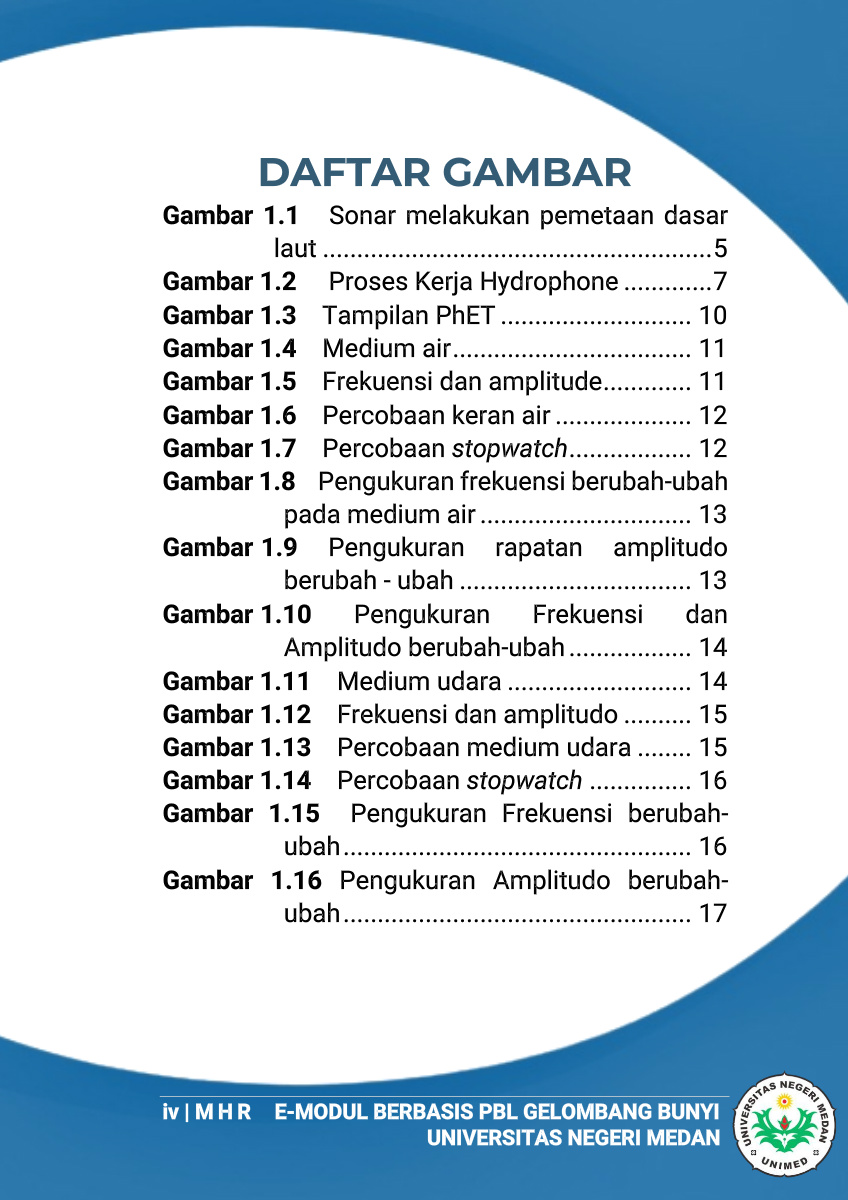 DAFTAR GAMBAR
Gambar 1.1 Sonar melakukan pemetaan dasar
laut ..........................................................5
Gambar 1.2 Proses Kerja Hydrophone .............7
Gambar 1.3 Tampilan PhET ............................ 10
Gambar 1.4 Medium air................................... 11
Gambar 1.5 Frekuensi dan amplitude............. 11
Gambar 1.6 Percobaan keran air .................... 12
Gambar 1.7 Percobaan stopwatch.................. 12
Gambar 1.8 Pengukuran frekuensi berubah-ubah
pada medium air ............................... 13
Gambar 1.9 Pengukuran rapatan amplitudo
berubah - ubah .................................. 13
Gambar 1.10 Pengukuran Frekuensi dan
Amplitudo berubah-ubah .................. 14
Gambar 1.11 Medium udara ........................... 14
Gambar 1.12 Frekuensi dan amplitudo .......... 15
Gambar 1.13 Percobaan medium udara ........ 15
Gambar 1.14 Percobaan stopwatch ............... 16
Gambar 1.15 Pengukuran Frekuensi berubah-
ubah................................................... 16
Gambar 1.16 Pengukuran Amplitudo berubah-
ubah................................................... 17
iv | M H R E-MODUL BERBASIS PBL GELOMBANG BUNYI
UNIVERSITAS NEGERI MEDAN
UNIVERSITAS NEGERI MEDAN
UNIMED